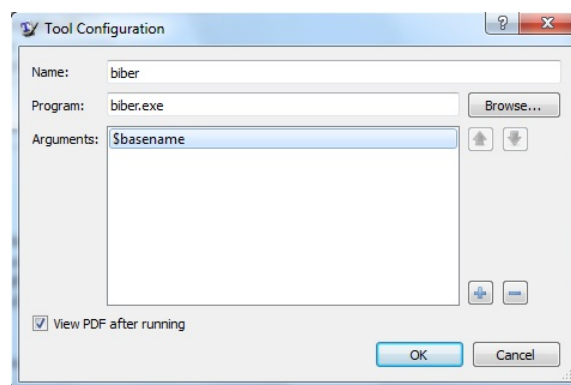 Tool Configuration
Name: biber
Program: biber.exe Browse...
Arguments: $basename
View PDF after running
OK Cancel